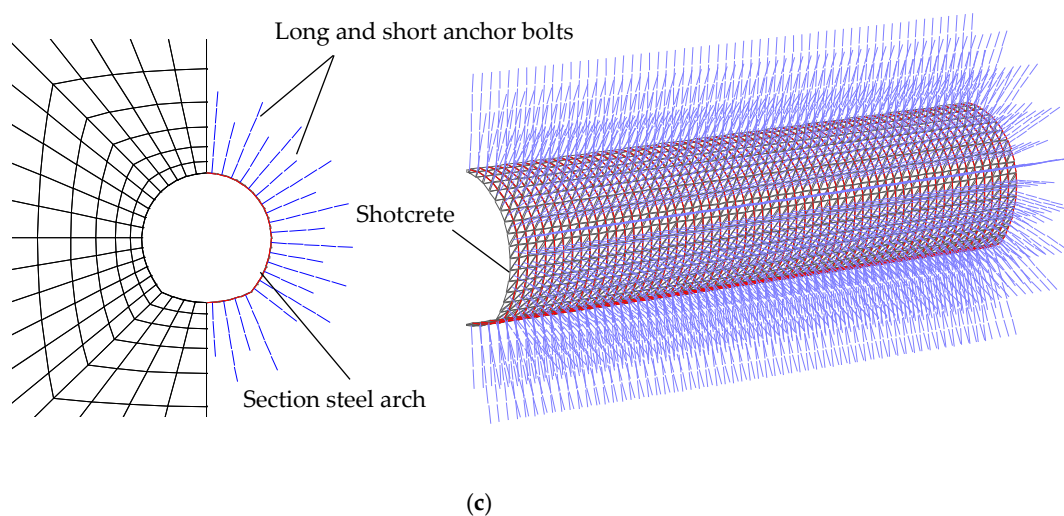 Long and short anchor bolts
Shotcrete
Section steel arch
(c)